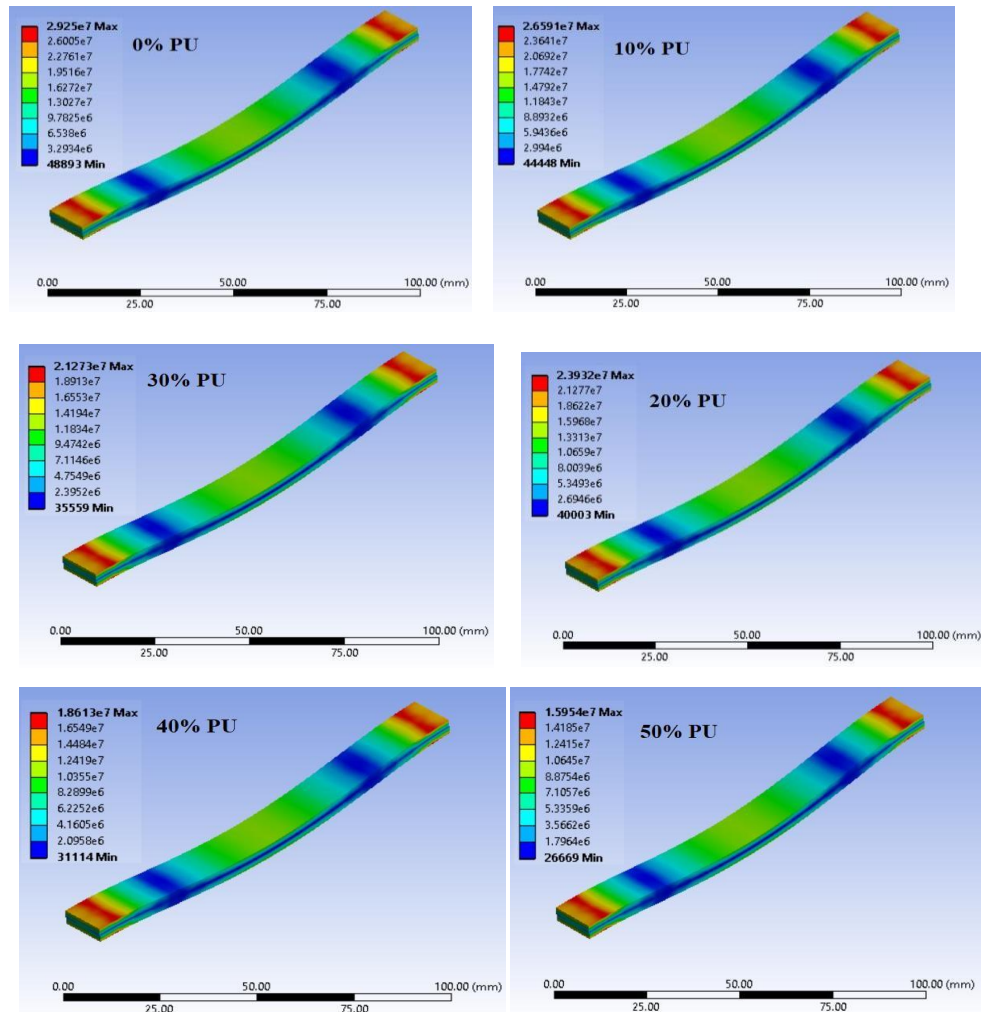 2.925e7 Max
2.6005e7
2.2761e7
1.9516e7
1.6272e7
1.3027e7
9.7825e6
6.538e6
3.2934e6
48893 Min
0% PU
0.00 50.00 100.00 (mm)
25.00 75.00
2.6591e7 Max
2.3641e7
2.0692e7
1.7742e7
1.4792e7
1.1843e7
8.8932e6
5.9436e6
2.994e6
44448 Min
10% PU
0.00 50.00 100.00 (mm)
25.00 75.00
2.1273e7 Max
1.8913e7
1.6553e7
1.4194e7
1.1834e7
9.4742e6
7.1146e6
4.7549e6
2.3952e6
35559 Min
30% PU
0.00 50.00 100.00 (mm)
25.00 75.00
2.3932e7 Max
2.1277e7
1.8622e7
1.5968e7
1.3313e7
1.0659e7
8.0039e6
5.3493e6
2.6946e6
40003 Min
20% PU
0.00 50.00 100.00 (mm)
25.00 75.00
1.8613e7 Max
1.6549e7
1.4484e7
1.2419e7
1.0355e7
8.2899e6
6.2252e6
4.1605e6
2.0958e6
31114 Min
40% PU
0.00 50.00 100.00 (mm)
25.00 75.00
1.5954e7 Max
1.4185e7
1.2415e7
1.0645e7
8.8754e6
7.1057e6
5.3359e6
3.5662e6
1.7964e6
26669 Min
50% PU
0.00 50.00 100.00 (mm)
25.00 75.00